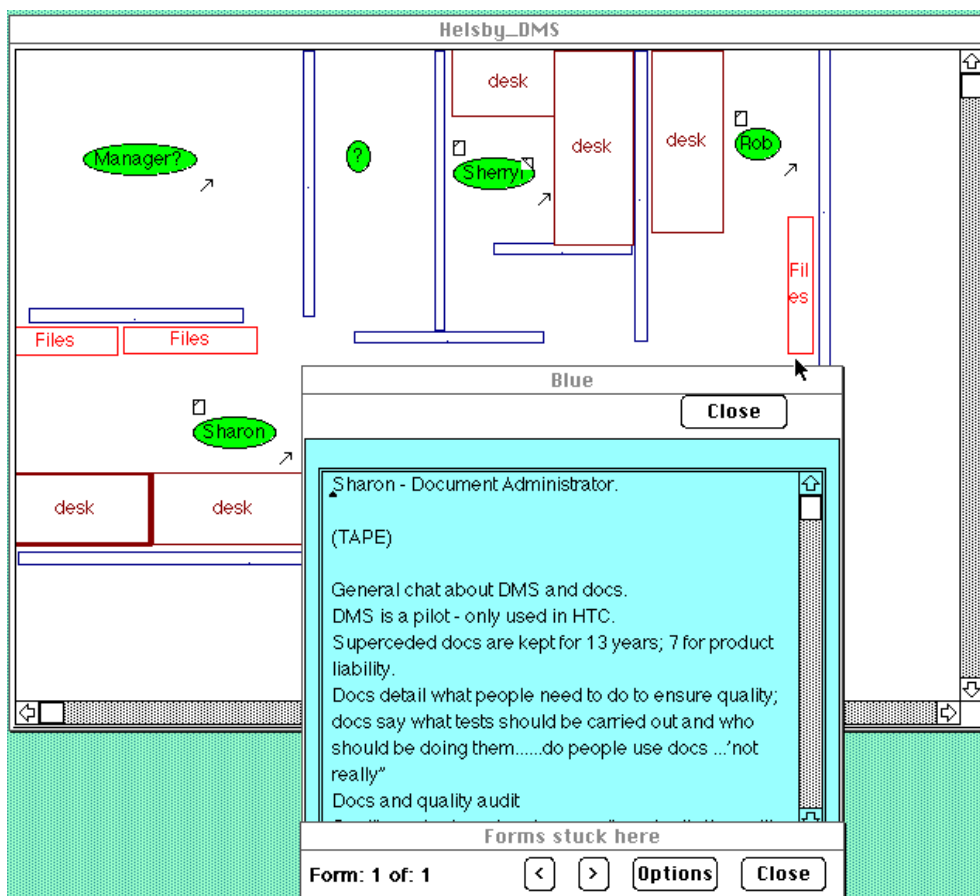 Helsby_DMS
desk
Manager?
?
Sherryl
desk
desk
Rob
Files
Files
Files
Sharon
desk
desk
Blue
Close
Sharon - Document Administrator.
(TAPE)
General chat about DMS and docs.
DMS is a pilot - only used in HTC.
Superceded docs are kept for 13 years; 7 for product
liability.
Docs detail what people need to do to ensure quality;
docs say what tests should be carried out and who
should be doing them......do people use docs ...'not
really"
Docs and quality audit
Forms stuck here
Form: 1 of: 1
<
>
Options
Close